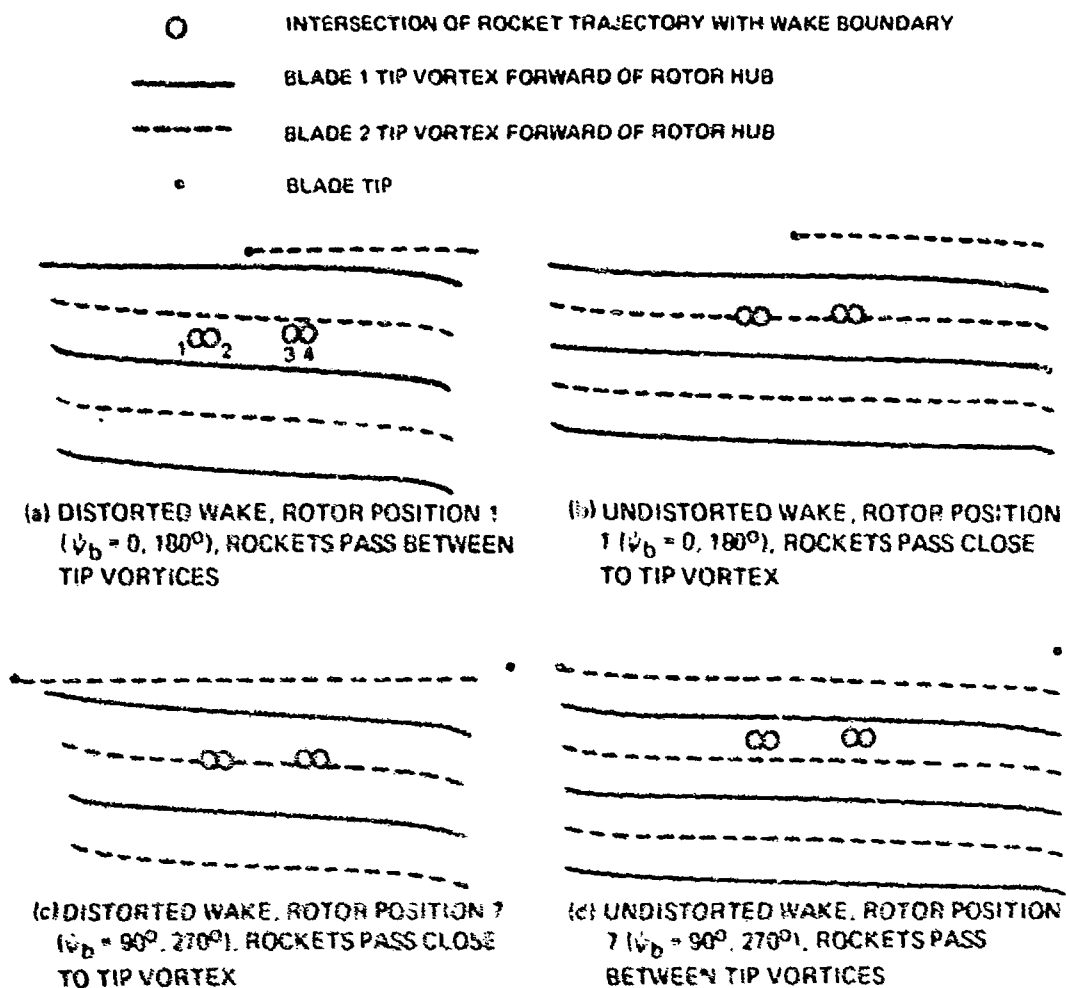 INTERSECTION OF ROCKET TRAJECTORY WITH WAKE BOUNDARY
BLADE 1 TIP VORTEX FORWARD OF ROTOR HUB
BLADE 2 TIP VORTEX FORWARD OF ROTOR HUB
BLADE TIP
1 2 3 4
(a) DISTORTED WAKE, ROTOR POSITION 1
(ψb = 0, 180°), ROCKETS PASS BETWEEN
TIP VORTICES
(b) UNDISTORTED WAKE, ROTOR POSITION
1 (ψb = 0, 180°), ROCKETS PASS CLOSE
TO TIP VORTEX
(c) DISTORTED WAKE, ROTOR POSITION 7
(ψb = 90°, 270°), ROCKETS PASS CLOSE
TO TIP VORTEX
(d) UNDISTORTED WAKE, ROTOR POSITION
7 (ψb = 90°, 270°), ROCKETS PASS
BETWEEN TIP VORTICES